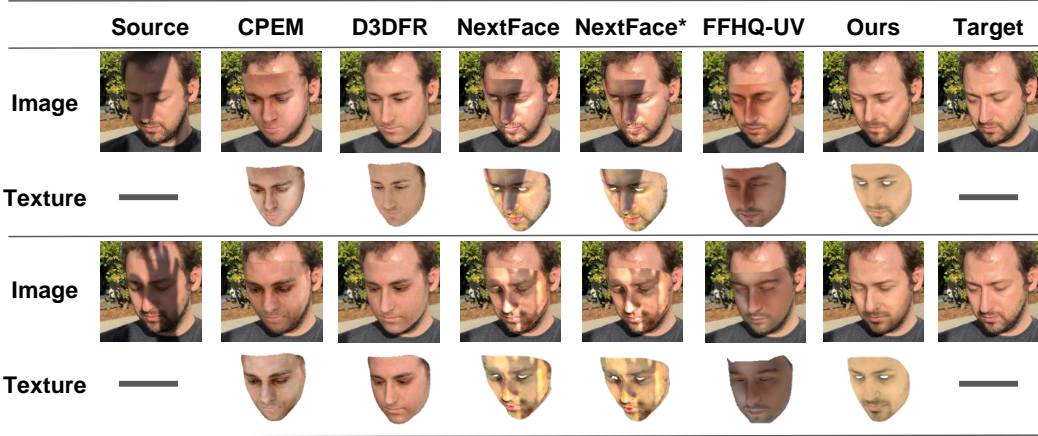 Source CPEM D3DFR NextFace NextFace* FFHQ-UV Ours Target
Image
Texture
Image
Texture